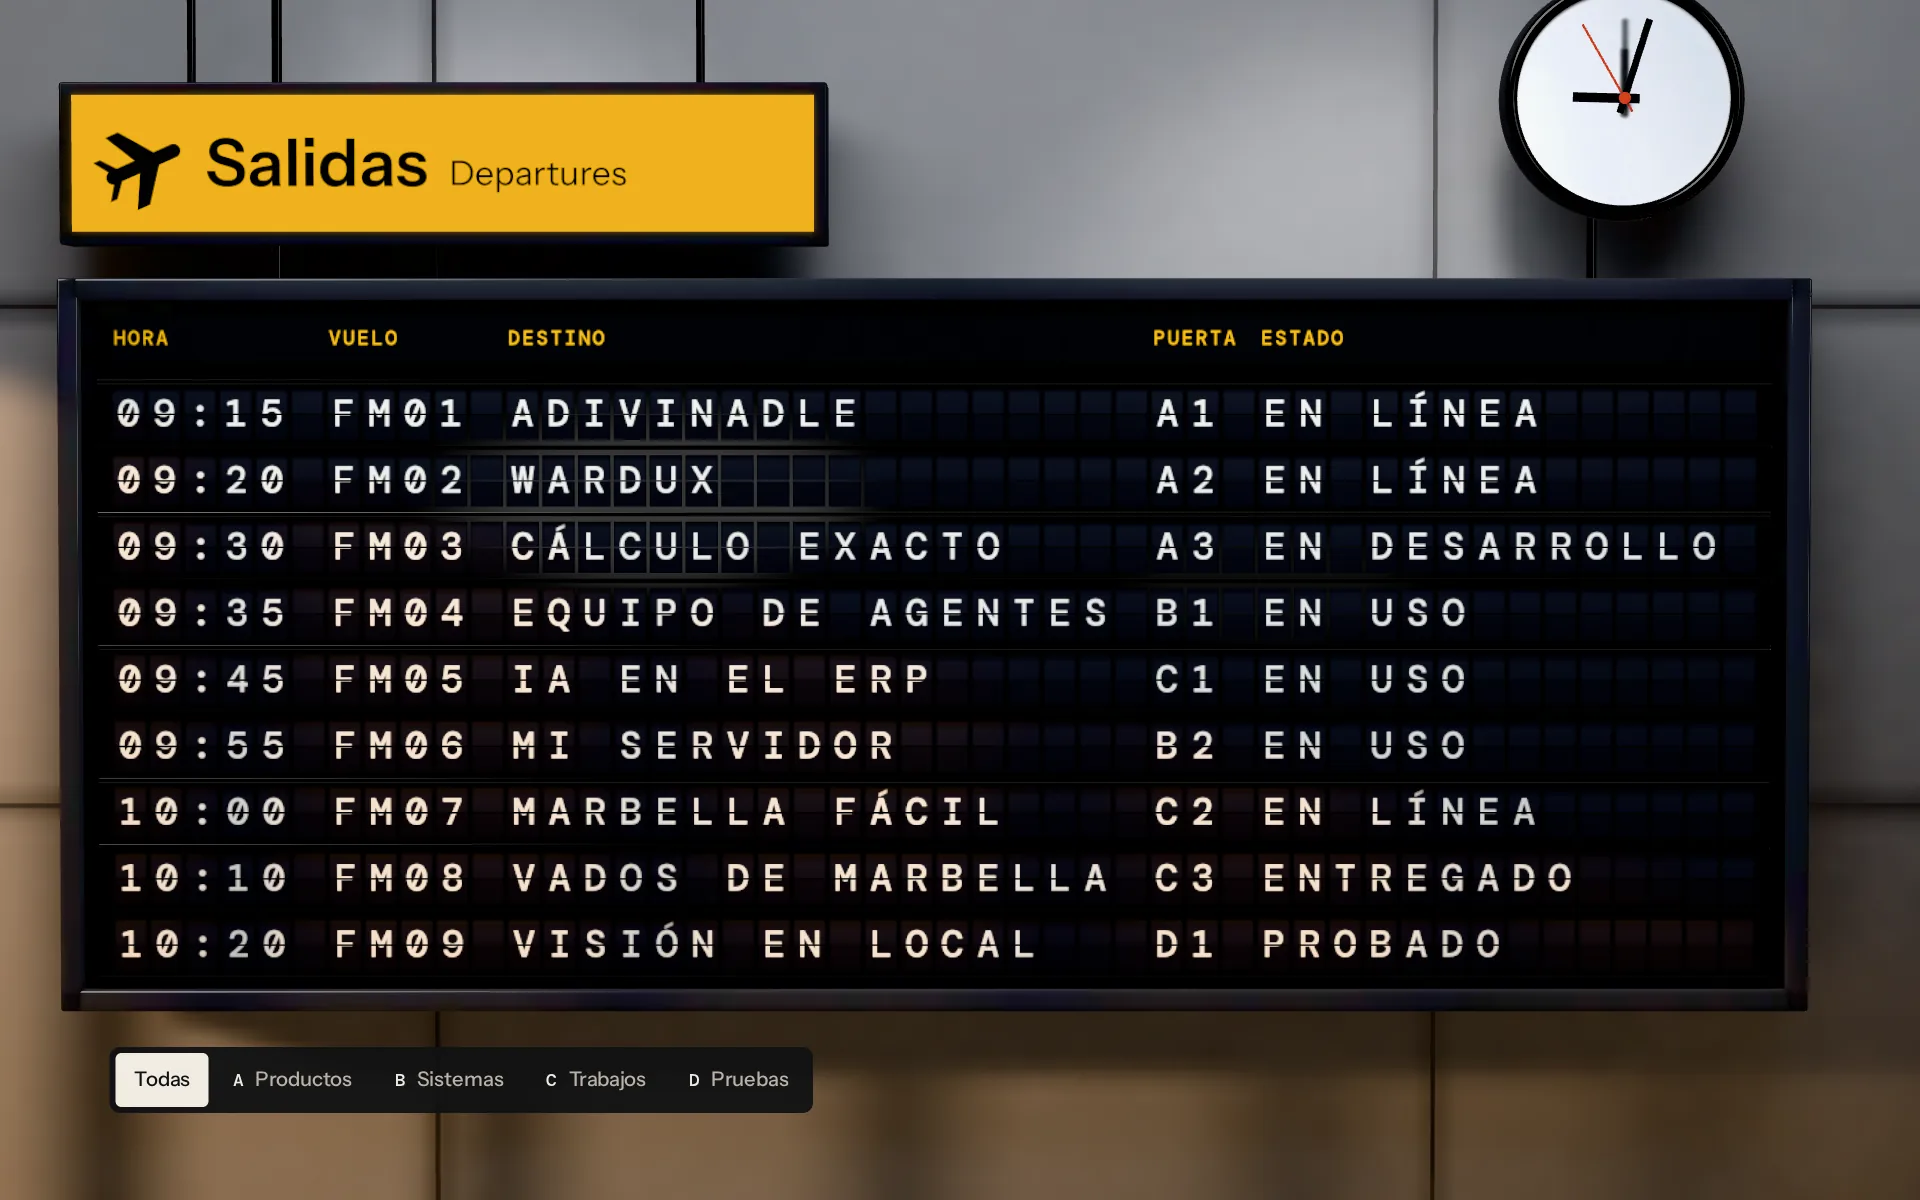 Salidas Departures
HORA VUELO DESTINO PUERTA ESTADO
09:15 FM01 ADIVINADLE A1 EN LÍNEA
09:20 FM02 WARDUX A2 EN LÍNEA
09:30 FM03 CÁLCULO EXACTO A3 EN DESARROLLO
09:35 FM04 EQUIPO DE AGENTES B1 EN USO
09:45 FM05 IA EN EL ERP C1 EN USO
09:55 FM06 MI SERVIDOR B2 EN USO
10:00 FM07 MARBELLA FÁCIL C2 EN LÍNEA
10:10 FM08 VADOS DE MARBELLA C3 ENTREGADO
10:20 FM09 VISIÓN EN LOCAL D1 PROBADO
Todas A Productos B Sistemas C Trabajos D Pruebas